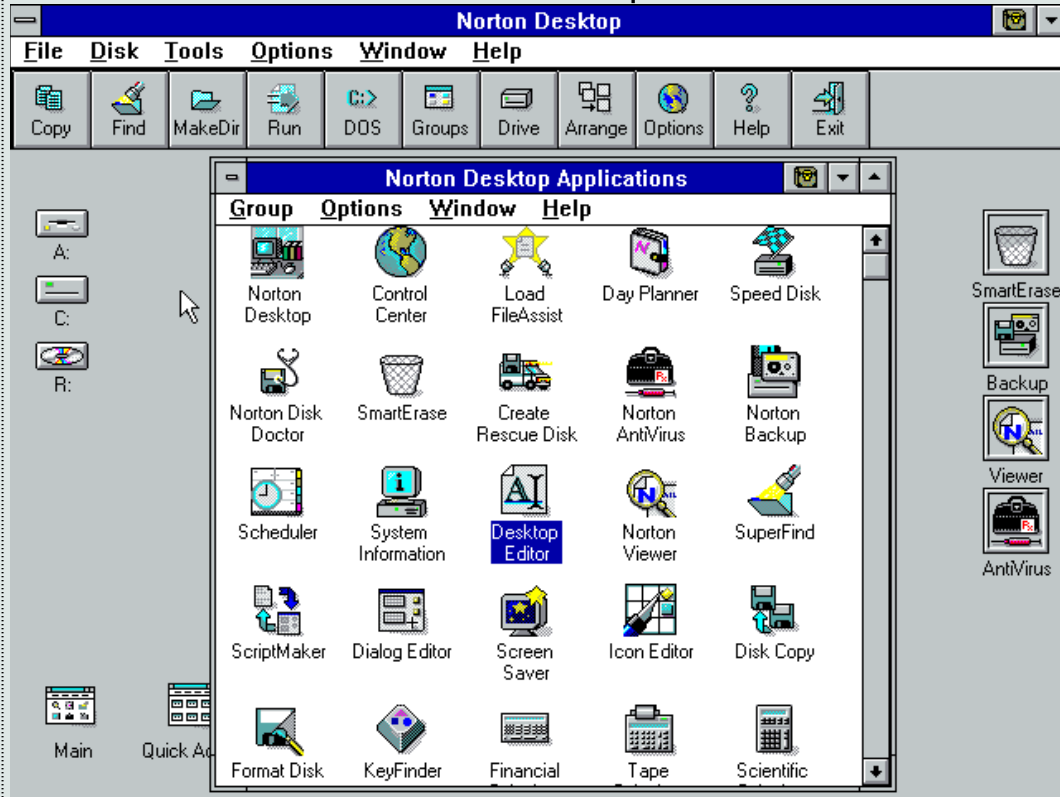 Norton Desktop
File Disk Tools Options Window Help
C:>
Copy Find MakeDir Run DOS Groups Drive Arrange Options Help Exit
Norton Desktop Applications
Group Options Window Help
A:
C:
R:
Norton Desktop
Control Center
Load FileAssist
Day Planner
Speed Disk
Norton Disk Doctor
SmartErase
Create Rescue Disk
Norton AntiVirus
Norton Backup
Scheduler
System Information
Desktop Editor
Norton Viewer
SuperFind
ScriptMaker
Dialog Editor
Screen Saver
Icon Editor
Disk Copy
Format Disk
KeyFinder
Financial
Tape
Scientific
SmartErase
Backup
Viewer
AntiVirus
Main
Quick